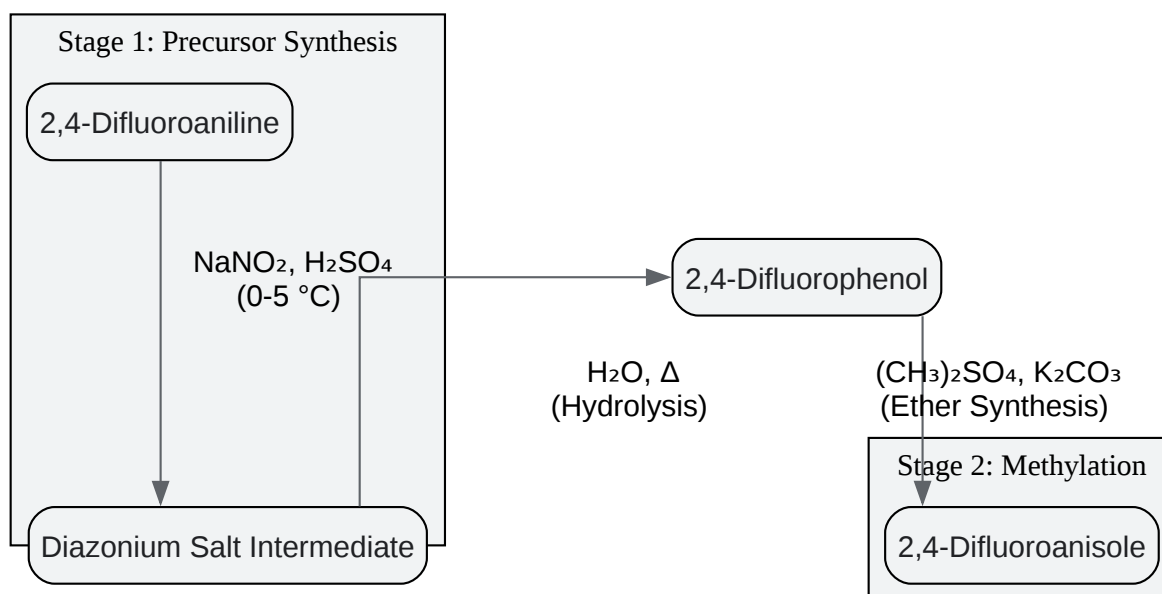 Stage 1: Precursor Synthesis
2,4-Difluoroaniline
NaNO₂, H₂SO₄
(0-5 °C)
2,4-Difluorophenol
H₂O, Δ
(Hydrolysis)
(CH₃)₂SO₄, K₂CO₃
(Ether Synthesis)
Stage 2: Methylation
Diazonium Salt Intermediate
2,4-Difluoroanisole